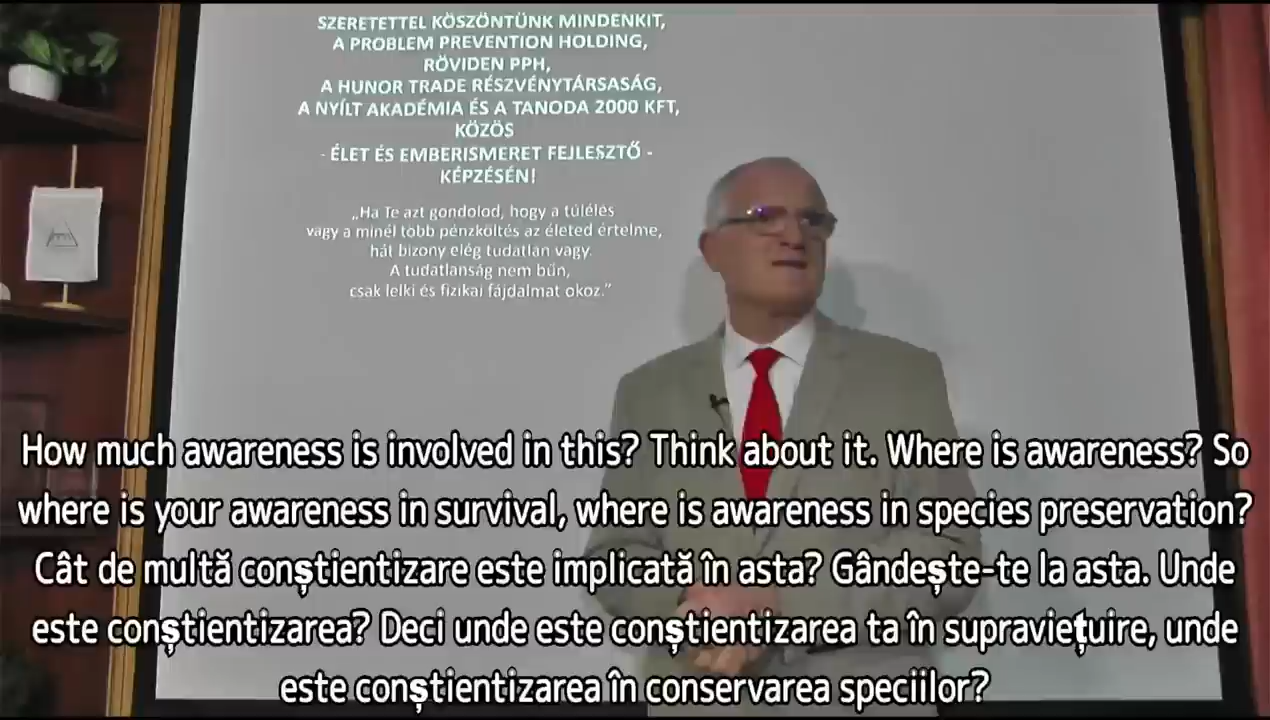 SZERETETTEL KÖSZÖNTÜNK MINDENKIT,
A PROBLEM PREVENTION HOLDING,
RÖVIDEN PPH,
A HUNOR TRADE RÉSZVÉNYTÁRSASÁG,
A NYÍLT AKADÉMIA ÉS A TANODA 2000 KFT,
KÖZÖS
- ÉLET ÉS EMBERISMERET FEJLESZTŐ -
KÉPZÉSÉN!
„Ha Te azt gondolod, hogy a túlélés
vagy a minél több pénzköltés az életed értelme,
hát bizony elég tudatlan vagy.
A tudatlanság nem bűn,
csak lelki és fizikai fájdalmat okoz.”
How much awareness is involved in this? Think about it. Where is awareness? So
where is your awareness in survival, where is awareness in species preservation?
Cât de multă conștientizare este implicată în asta? Gândește-te la asta. Unde
este conștientizarea? Deci unde este conștientizarea ta în supraviețuire, unde
este conștientizarea în conservarea speciilor?